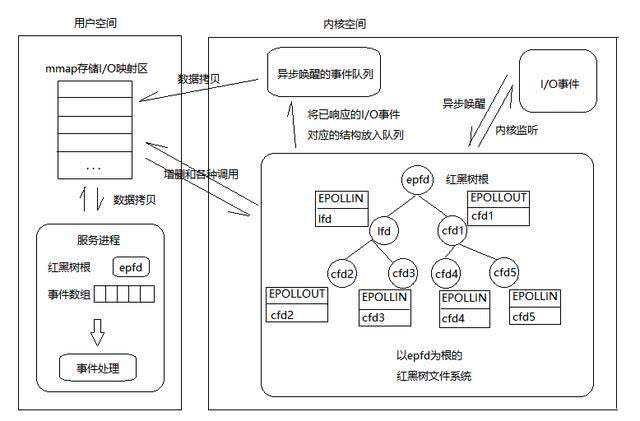 用户空间
内核空间
mmap存储I/O映射区
...
数据拷贝
异步唤醒的事件队列
I/O事件
异步唤醒
内核监听
将已响应的I/O事件
对应的结构放入队列
增删和各种调用
数据拷贝
服务进程
红黑树根
epfd
事件数组
事件处理
epfd
红黑树根
EPOLLIN
lfd
EPOLLOUT
cfd1
lfd
cfd1
cfd2
cfd3
cfd4
cfd5
EPOLLOUT
cfd2
EPOLLIN
cfd3
EPOLLIN
cfd4
EPOLLIN
cfd5
以epfd为根的
红黑树文件系统